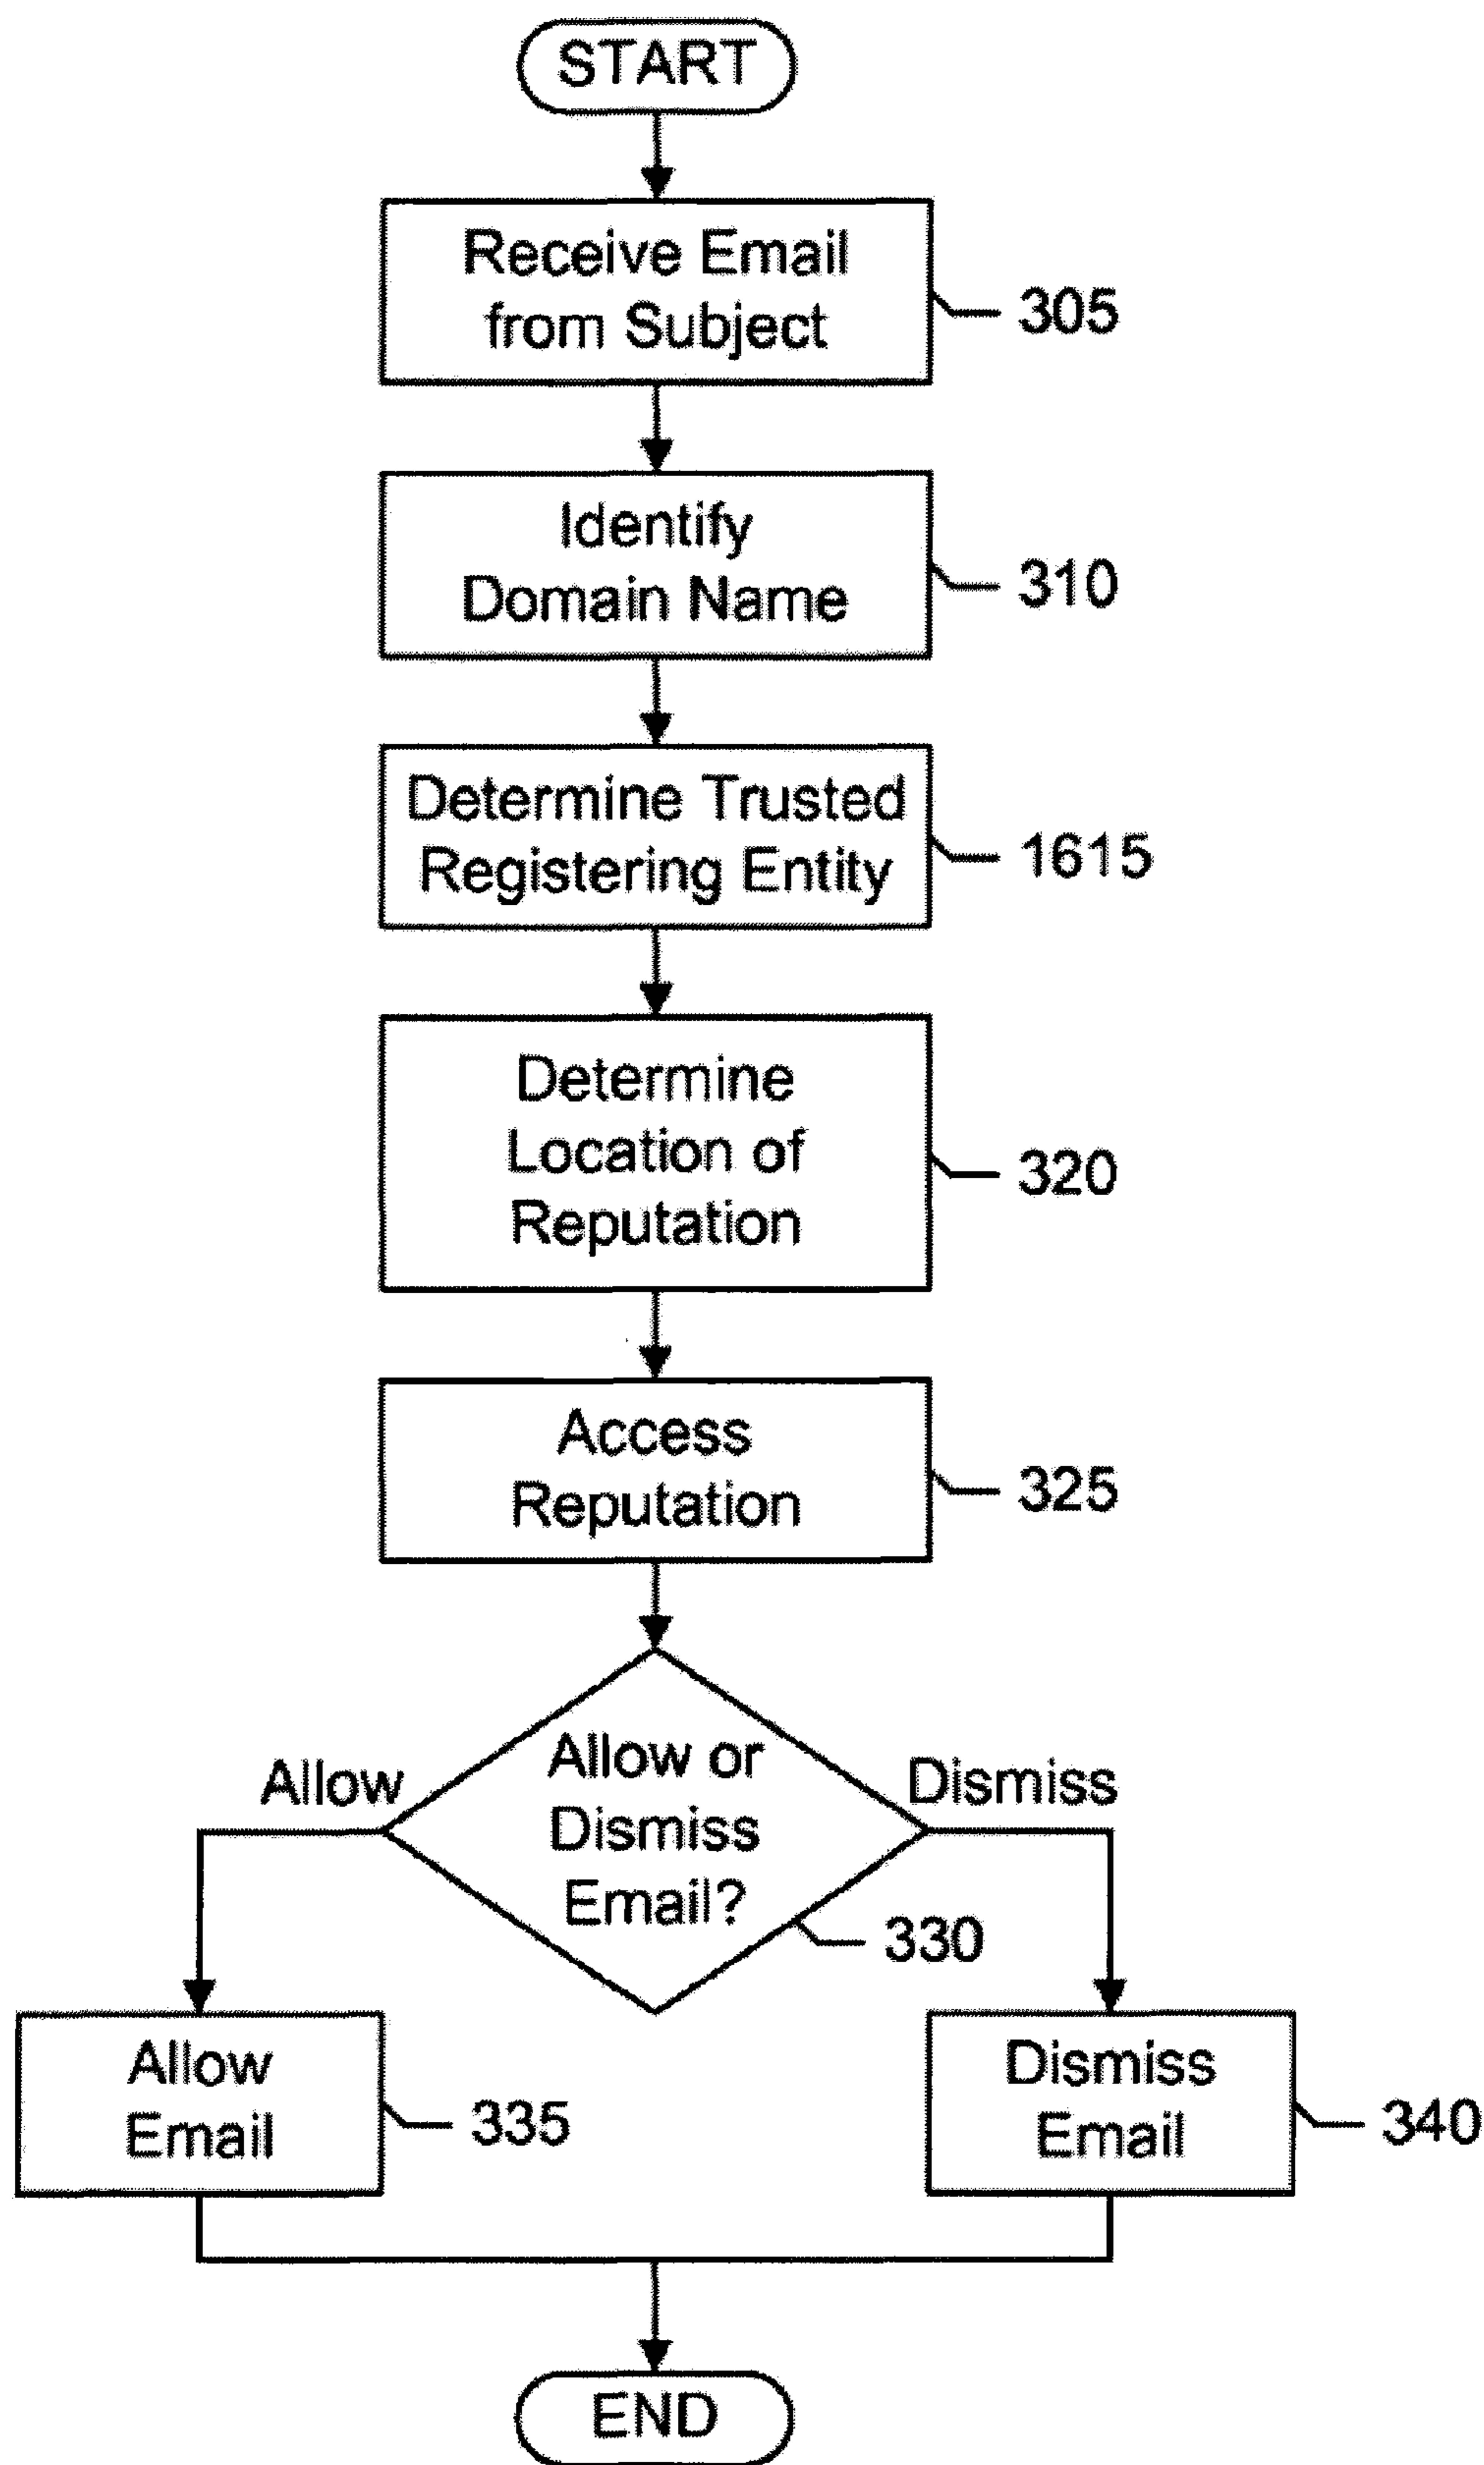 START
Receive Email
from Subject
305
Identify
Domain Name
310
Determine Trusted
Registering Entity
1615
Determine
Location of
Reputation
320
Access
Reputation
325
Allow
Allow or
Dismiss
Email?
Dismiss
330
Allow
Email
335
Dismiss
Email
340
END